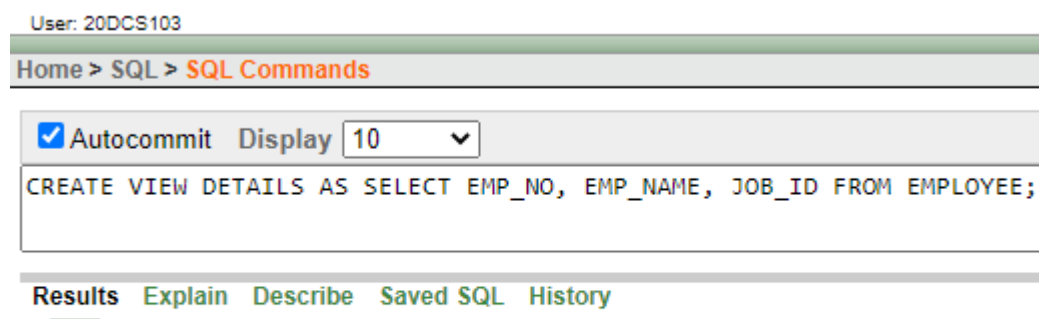 User: 20DCS103
Home > SQL > SQL Commands
Autocommit Display 10
CREATE VIEW DETAILS AS SELECT EMP_NO, EMP_NAME, JOB_ID FROM EMPLOYEE;
Results Explain Describe Saved SQL History